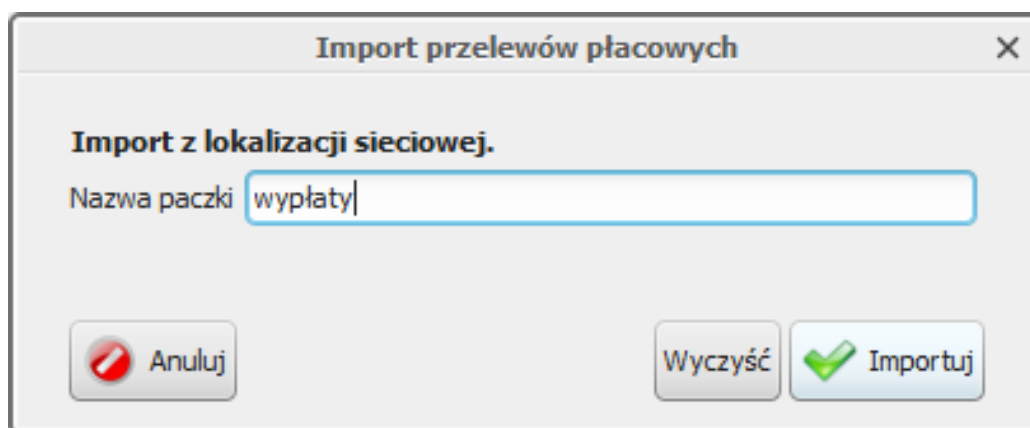 Import przelewów płacowych
Import z lokalizacji sieciowej.
Nazwa paczki wypłaty
Anuluj Wyczyść Importuj